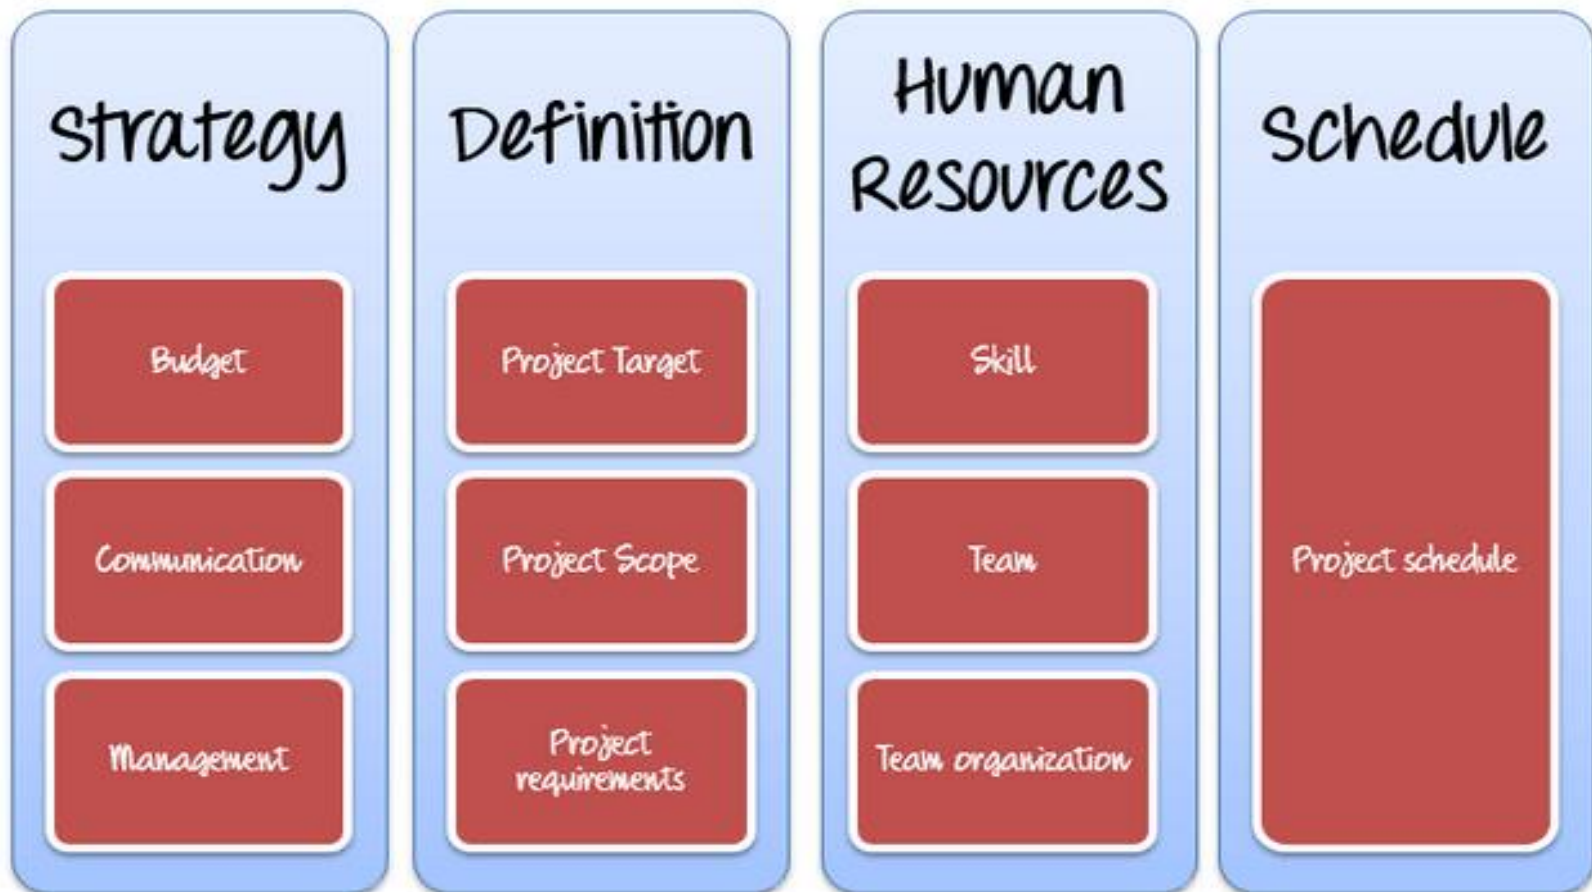 Strategy
Budget
Communication
Management
Definition
Project Target
Project Scope
Project
requirements
Human
Resources
Skill
Team
Team organization
Schedule
Project schedule